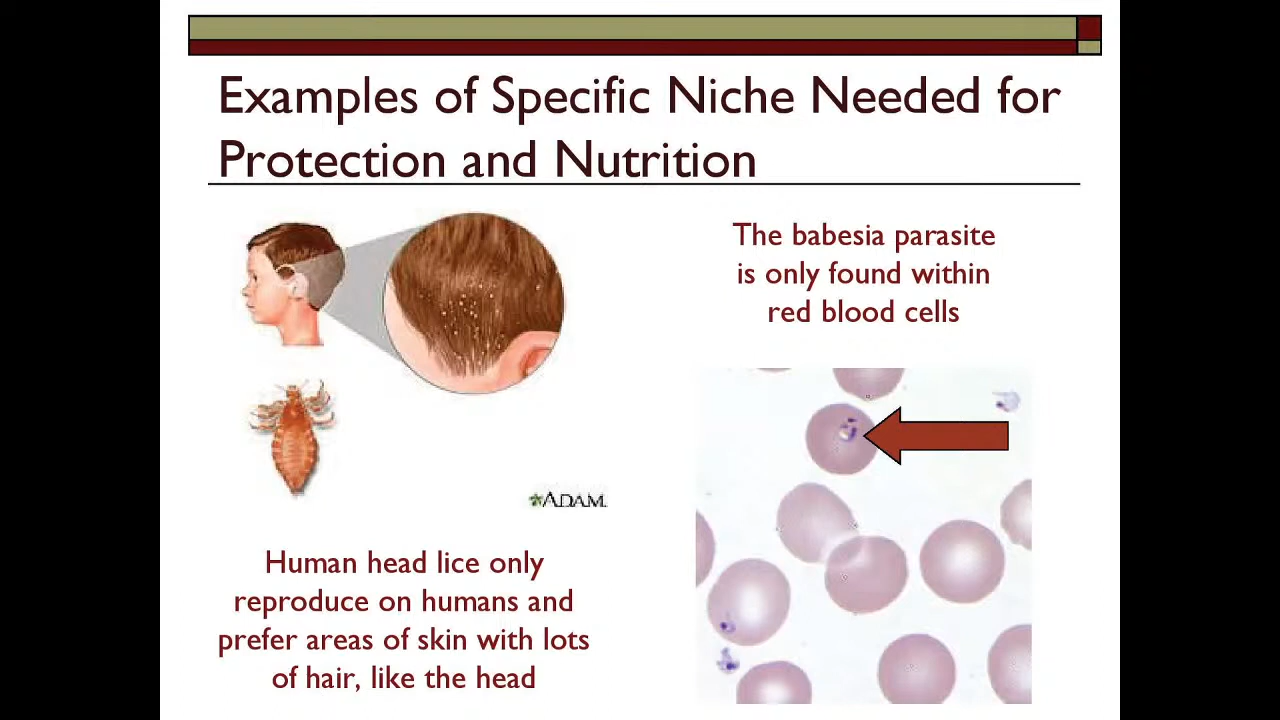 Examples of Specific Niche Needed for
Protection and Nutrition
The babesia parasite
is only found within
red blood cells
A.D.A.M.
Human head lice only
reproduce on humans and
prefer areas of skin with lots
of hair, like the head